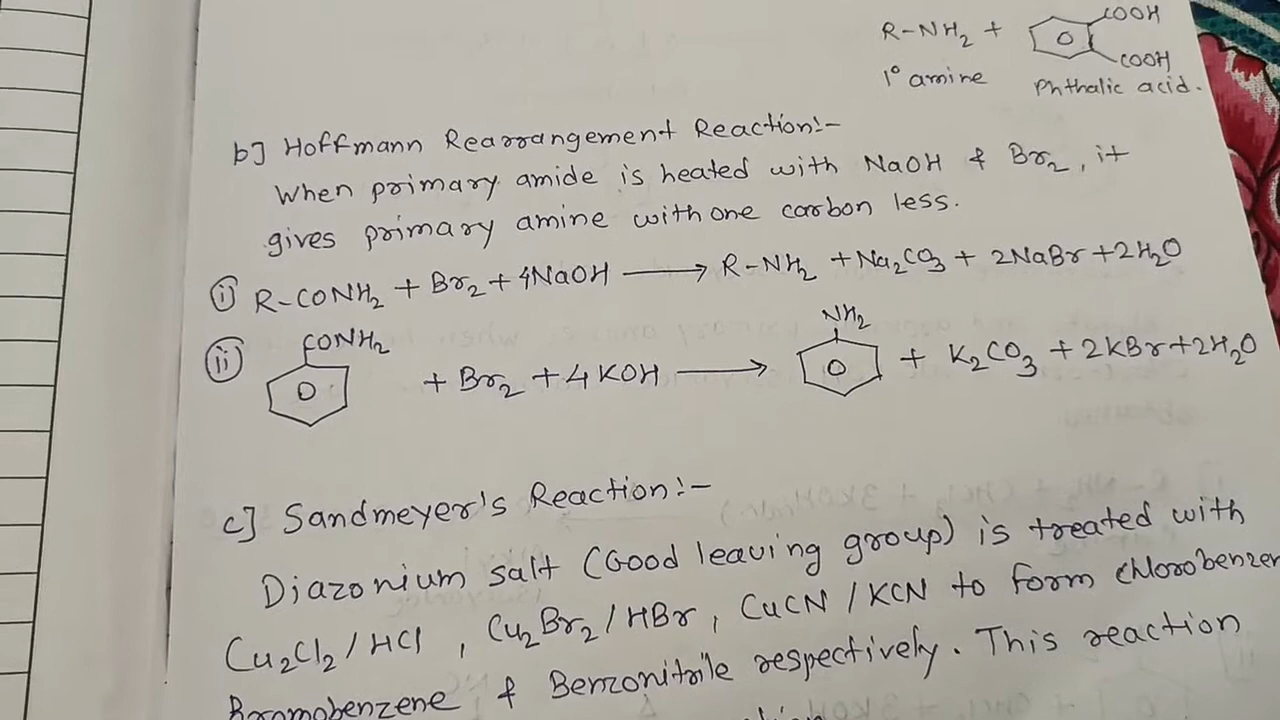 R-NH₂ + COOH
COOH
1° amine Phthalic acid.
b] Hoffmann Rearrangement Reaction:-
When primary amide is heated with NaOH & Br₂, it
gives primary amine with one carbon less.
(i) R-CONH₂ + Br₂ + 4NaOH ⟶ R-NH₂ + Na₂CO₃ + 2NaBr + 2H₂O
(ii) CONH₂ + Br₂ + 4KOH ⟶ NH₂ + K₂CO₃ + 2KBr + 2H₂O
c] Sandmeyer's Reaction:-
Diazonium salt (Good leaving group) is treated with
Cu₂Cl₂/HCl, Cu₂Br₂/HBr, CuCN/KCN to form chlorobenzen
Bromobenzene & Benzonitrile respectively. This reaction